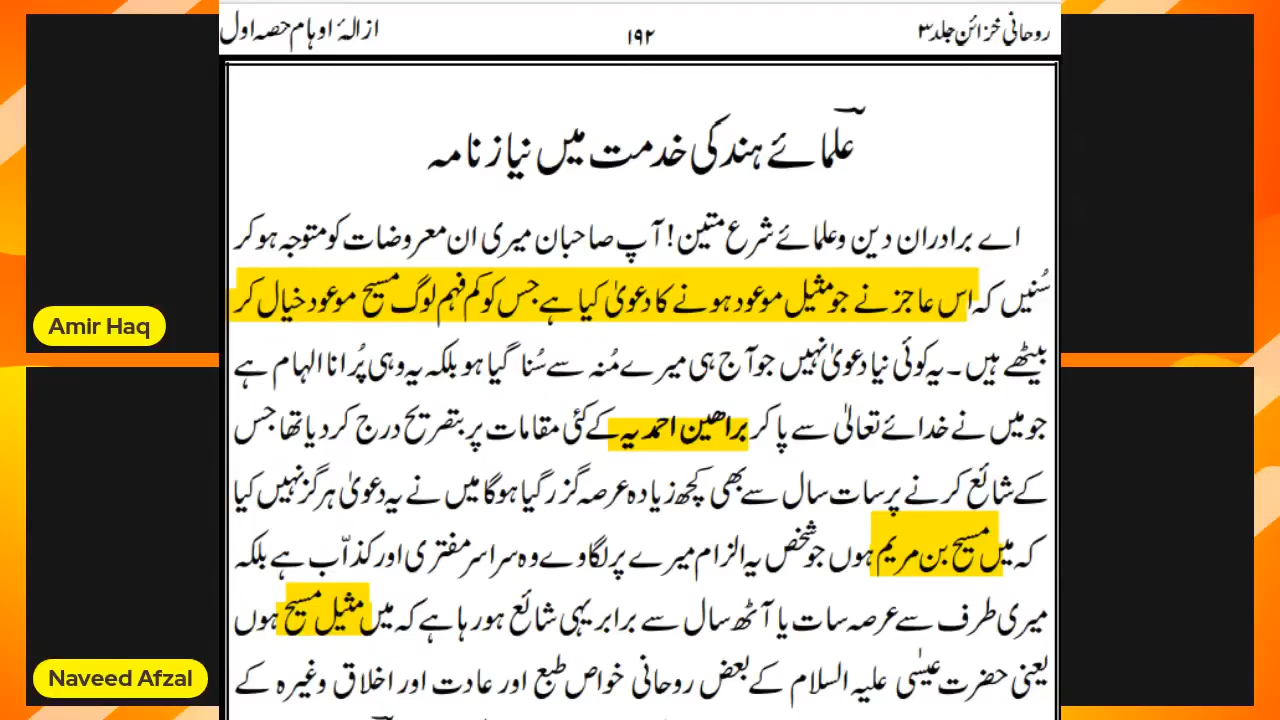 روحانی خزائن جلد۳
۱۹۲
ازالۂ اوہام حصہ اول
علمائے ہند کی خدمت میں نیاز نامہ
اے برادران دین وعلمائے شرع متین! آپ صاحبان میری ان معروضات کو متوجہ ہو کر
سُنیں کہ اس عاجز نے جو مثیل موعود ہونے کا دعویٰ کیا ہے جس کو کم فہم لوگ مسیح موعود خیال کر
بیٹھے ہیں۔ یہ کوئی نیا دعویٰ نہیں جو آج ہی میرے مُنہ سے سُنا گیا ہو بلکہ یہ وہی پُرانا الہام ہے
جو میں نے خدائے تعالیٰ سے پا کر براھین احمدیہ کے کئی مقامات پر بتصریح درج کر دیا تھا جس
کے شائع کرنے پر سات سال سے بھی کچھ زیادہ عرصہ گزر گیا ہوگا میں نے یہ دعویٰ ہرگز نہیں کیا
کہ میں مسیح بن مریم ہوں جو شخص یہ الزام میرے پر لگاوے وہ سراسر مفتری اور کذّاب ہے بلکہ
میری طرف سے عرصہ سات یا آٹھ سال سے برابر یہی شائع ہو رہا ہے کہ میں مثیل مسیح ہوں
یعنی حضرت عیسٰی علیہ السلام کے بعض روحانی خواص طبع اور عادت اور اخلاق وغیرہ کے
Amir Haq
Naveed Afzal